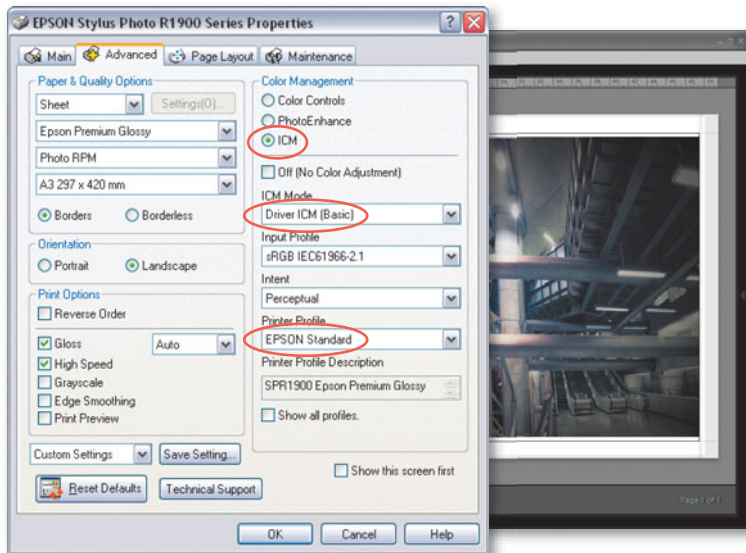 EPSON Stylus Photo R1900 Series Properties
Main
Advanced
Page Layout
Maintenance
Paper & Quality Options
Sheet
Settings(O)...
Epson Premium Glossy
Photo RPM
A3 297 x 420 mm
Borders
Borderless
Orientation
Portrait
Landscape
Print Options
Reverse Order
Gloss
Auto
High Speed
Grayscale
Edge Smoothing
Print Preview
Custom Settings
Save Setting...
Reset Defaults
Technical Support
Color Management
Color Controls
PhotoEnhance
ICM
Off (No Color Adjustment)
ICM Mode
Driver ICM (Basic)
Input Profile
sRGB IEC61966-2.1
Intent
Perceptual
Printer Profile
EPSON Standard
Printer Profile Description
SPR1900 Epson Premium Glossy
Show all profiles.
Show this screen first
OK
Cancel
Help
Page 1 of 1